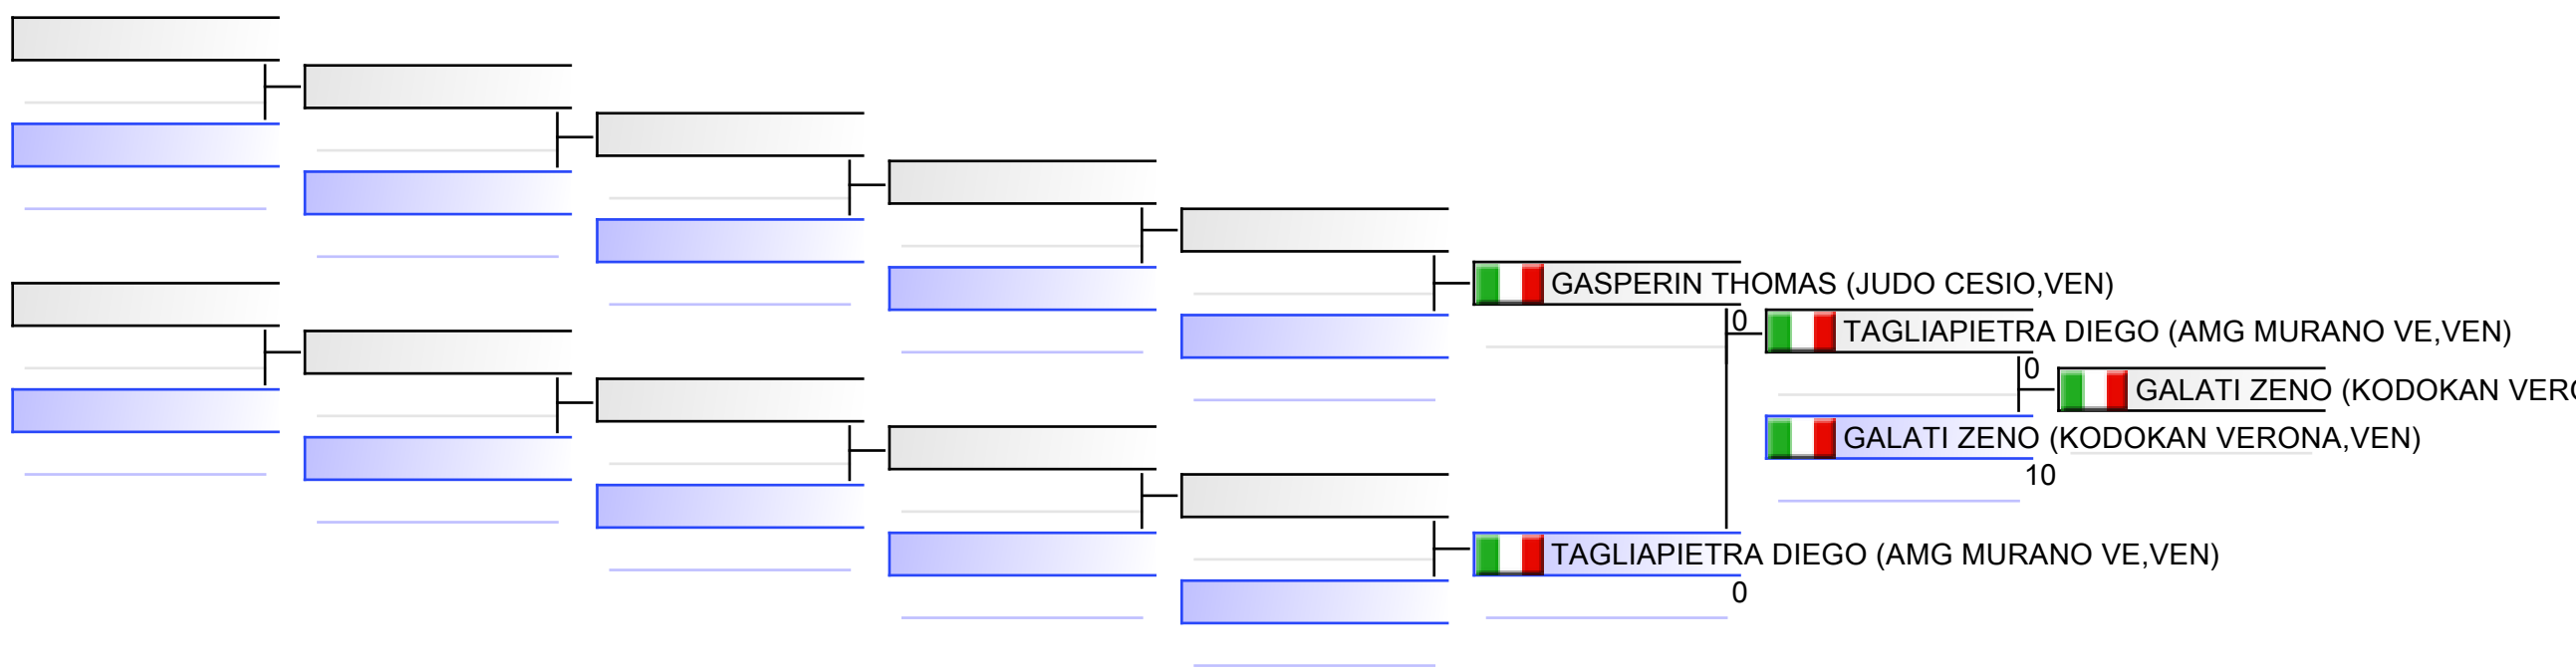 GASPERIN THOMAS (JUDO CESIO,VEN)
0
TAGLIAPIETRA DIEGO (AMG MURANO VE,VEN)
0
GALATI ZENO (KODOKAN
GALATI ZENO (KODOKAN VERONA,VEN)
10
TAGLIAPIETRA DIEGO (AMG MURANO VE,VEN)
0